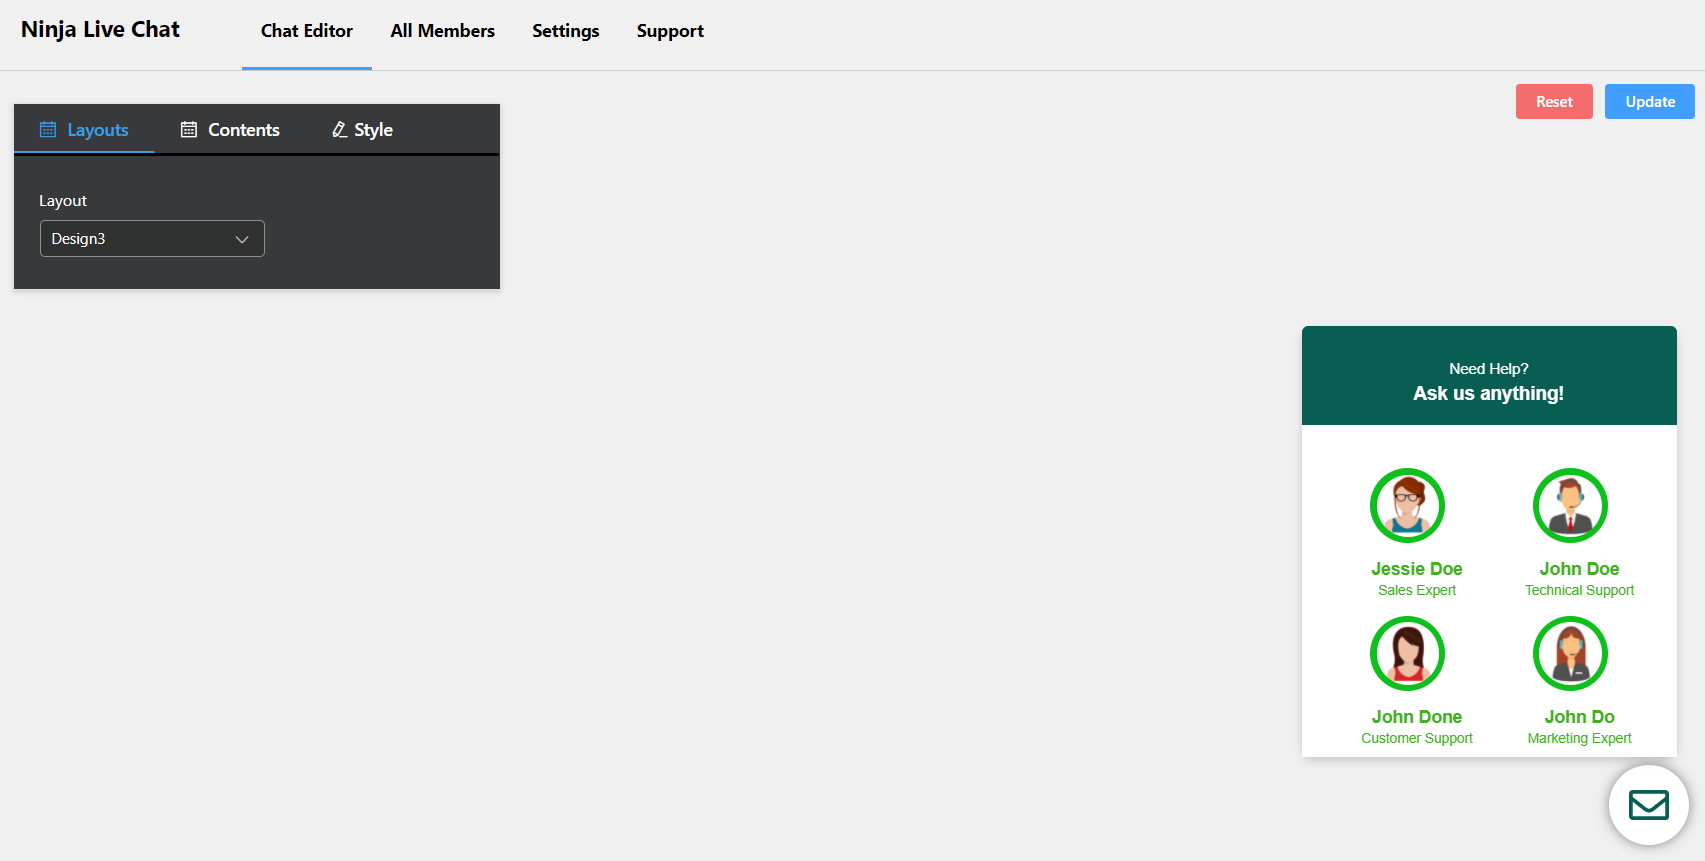 Ninja Live Chat
Chat Editor
All Members
Settings
Support
Reset
Update
Layouts
Contents
Style
Layout
Design3
Need Help?
Ask us anything!
Jessie Doe
Sales Expert
John Doe
Technical Support
John Done
Customer Support
John Do
Marketing Expert